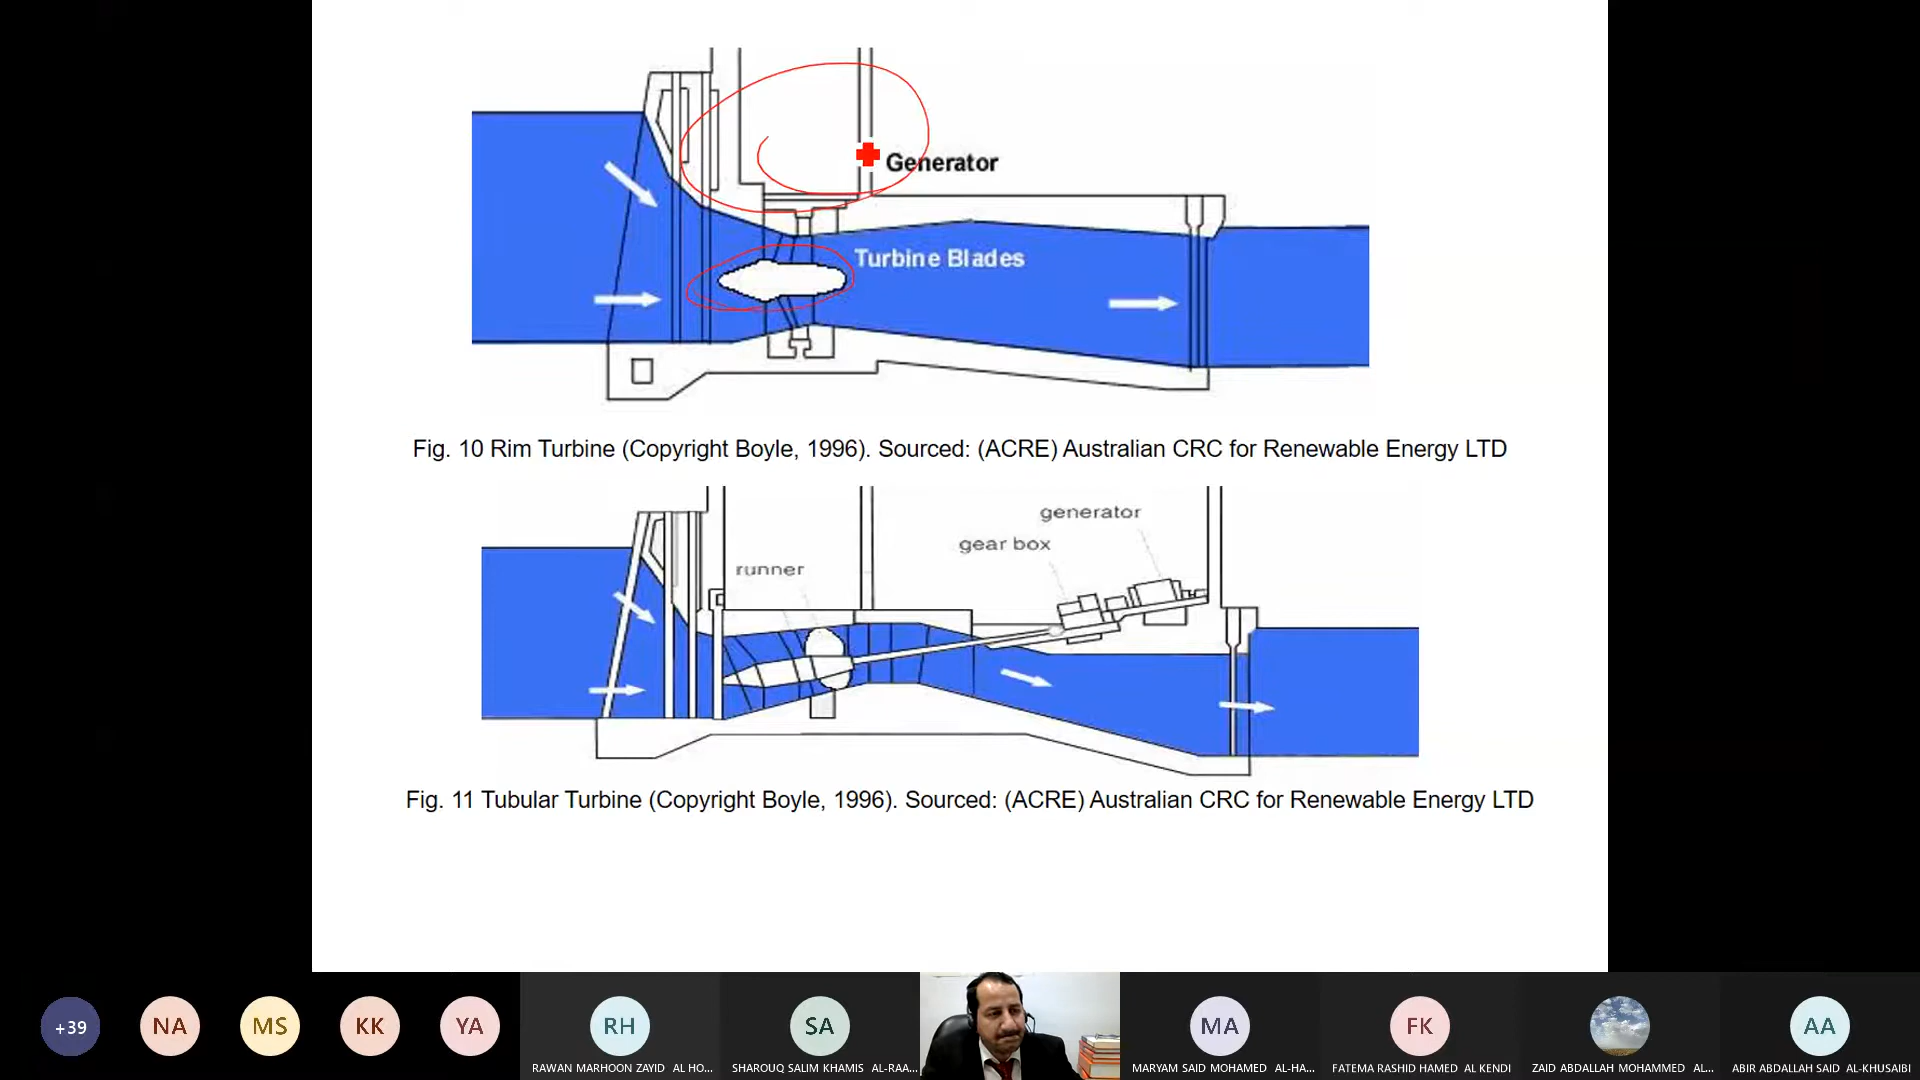 Generator
Turbine Blades
Fig. 10 Rim Turbine (Copyright Boyle, 1996). Sourced: (ACRE) Australian CRC for Renewable Energy LTD
generator
gear box
runner
Fig. 11 Tubular Turbine (Copyright Boyle, 1996). Sourced: (ACRE) Australian CRC for Renewable Energy LTD
+39
NA
MS
KK
YA
RH
SA
MA
FK
AA
RAWAN MARHOON ZAYID AL HO...
SHAROUQ SALIM KHAMIS AL-RAA...
MARYAM SAID MOHAMED AL-HA...
FATEMA RASHID HAMED AL KENDI
ZAID ABDALLAH MOHAMMED AL...
ABIR ABDALLAH SAID AL-KHUSAIBI